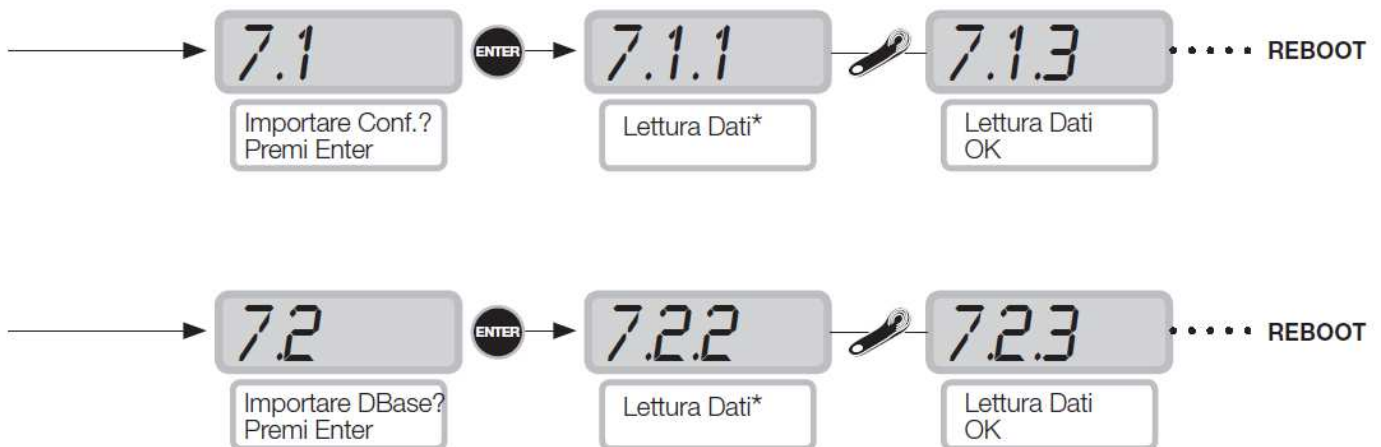 7.1
ENTER
7.1.1
7.1.3
REBOOT
Importare Conf.?
Premi Enter
Lettura Dati*
Lettura Dati
OK
7.2
ENTER
7.2.2
7.2.3
REBOOT
Importare DBase?
Premi Enter
Lettura Dati*
Lettura Dati
OK